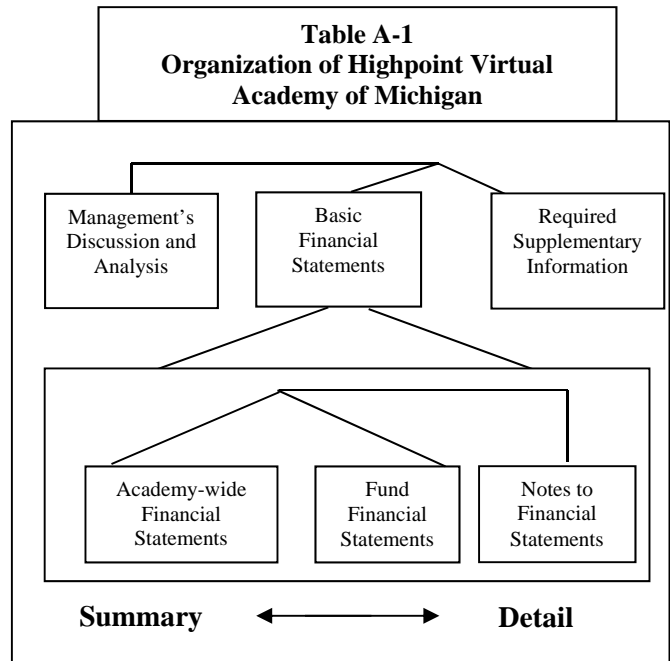 Table A-1
Organization of Highpoint Virtual
Academy of Michigan
Management’s
Discussion and
Analysis
Basic
Financial
Statements
Required
Supplementary
Information
Academy-wide
Financial
Statements
Fund
Financial
Statements
Notes to
Financial
Statements
Summary
Detail